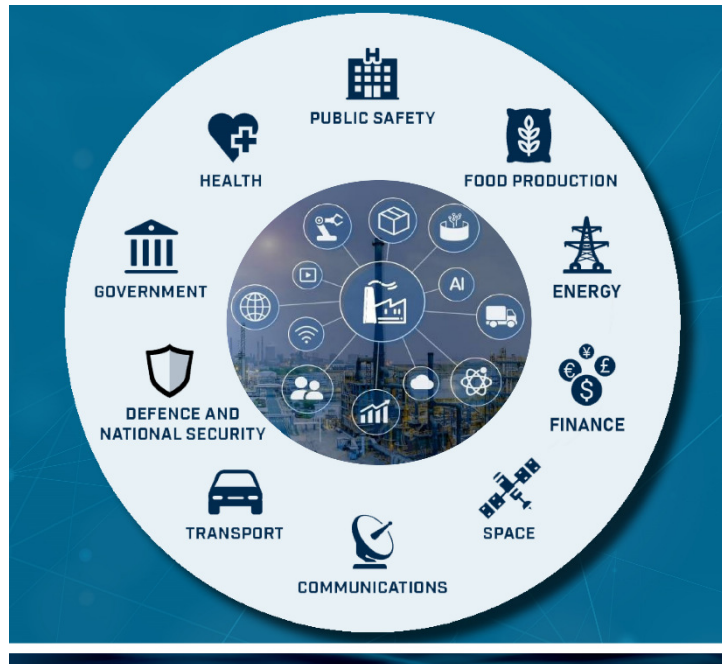 H
PUBLIC SAFETY
HEALTH
FOOD PRODUCTION
GOVERNMENT
ENERGY
AI
¥
€
£
$
DEFENCE AND
NATIONAL SECURITY
FINANCE
TRANSPORT
SPACE
COMMUNICATIONS